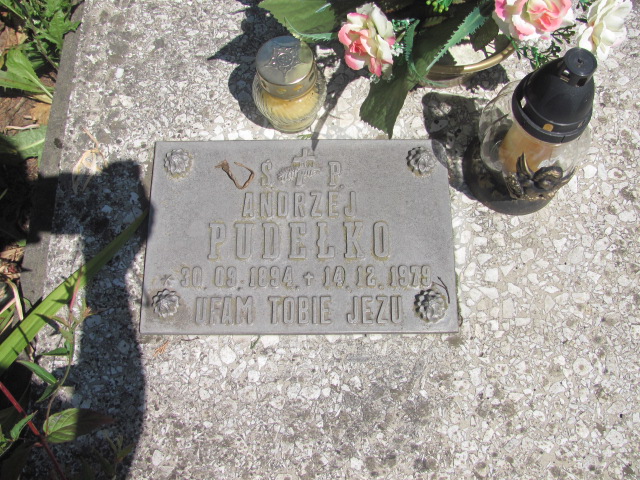 Ś. † P.
ANDRZEJ
PUDEŁKO
* 30. 09. 1894. + 14. 12. 1979.
UFAM TOBIE JEZU